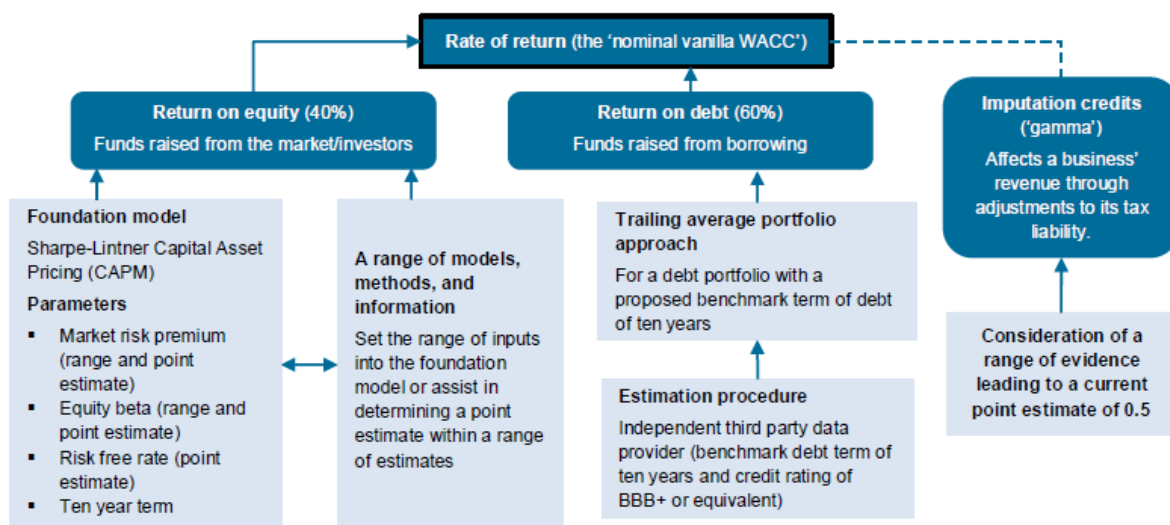 Rate of return (the ‘nominal vanilla WACC’)
Return on equity (40%)
Funds raised from the market/investors
Return on debt (60%)
Funds raised from borrowing
Imputation credits
(‘gamma’)
Affects a business’
revenue through
adjustments to its tax
liability.
Foundation model
Sharpe-Lintner Capital Asset
Pricing (CAPM)
Parameters
▪ Market risk premium
(range and point
estimate)
▪ Equity beta (range and
point estimate)
▪ Risk free rate (point
estimate)
▪ Ten year term
A range of models,
methods, and
information
Set the range of inputs
into the foundation
model or assist in
determining a point
estimate within a range
of estimates
Trailing average portfolio
approach
For a debt portfolio with a
proposed benchmark term of debt
of ten years
Estimation procedure
Independent third party data
provider (benchmark debt term of
ten years and credit rating of
BBB+ or equivalent)
Consideration of a
range of evidence
leading to a current
point estimate of 0.5